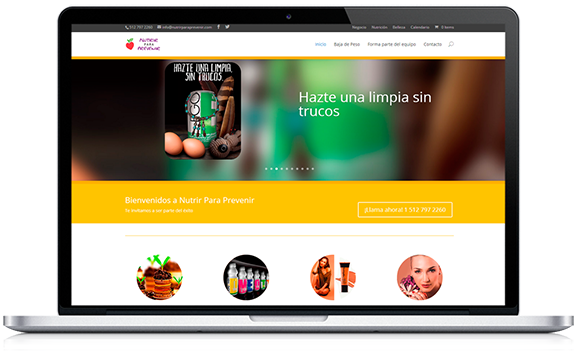 512 797 2260 info@nutrirparaprevenir.com Negocio Nutrición Belleza Calendario 0 items
NUTRIR
PARA
PREVENIR
Inicio Baja de Peso Forma parte del equipo Contacto
HAZTE UNA LIMPIA
SIN TRUCOS
Hazte una limpia sin
trucos
Bienvenidos a Nutrir Para Prevenir
Te invitamos a ser parte del éxito
¡Llama ahora! 1 512 797 2260